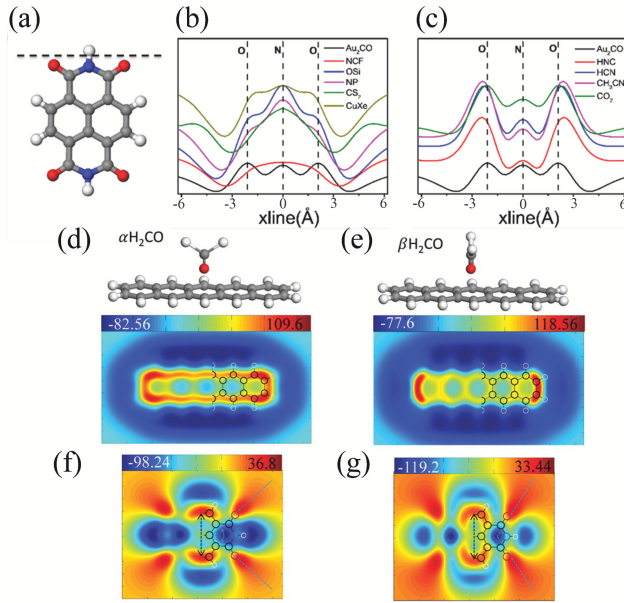 (a)
(b)
O N O
Au₂CO
NCF
OSi
NP
CS₂
CuXe
-6 -3 0 3 6
xline(Å)
(c)
O N O
Au₂CO
HNC
HCN
CH₃CN
CO₂
-6 -3 0 3 6
xline(Å)
(d) αH₂CO
-82.56 109.6
(e) βH₂CO
-77.6 118.56
(f)
-98.24 36.8
(g)
-119.2 33.44